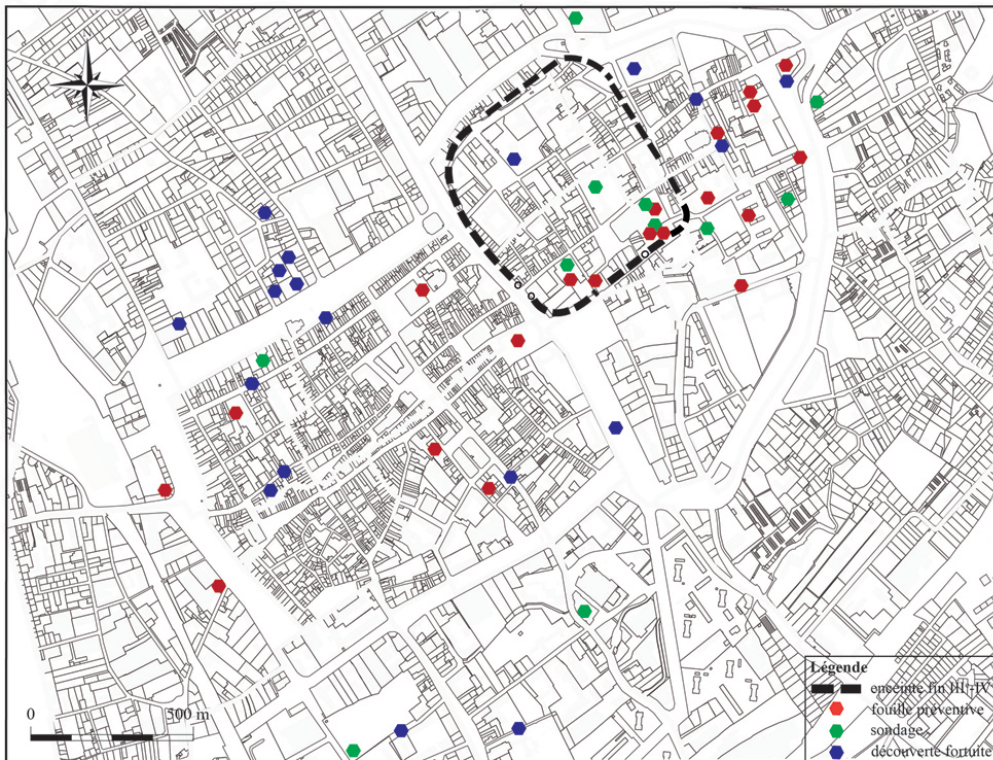 Légende
enceinte fin III-IV
fouille préventive
sondage
découverte fortuite
0 500 m